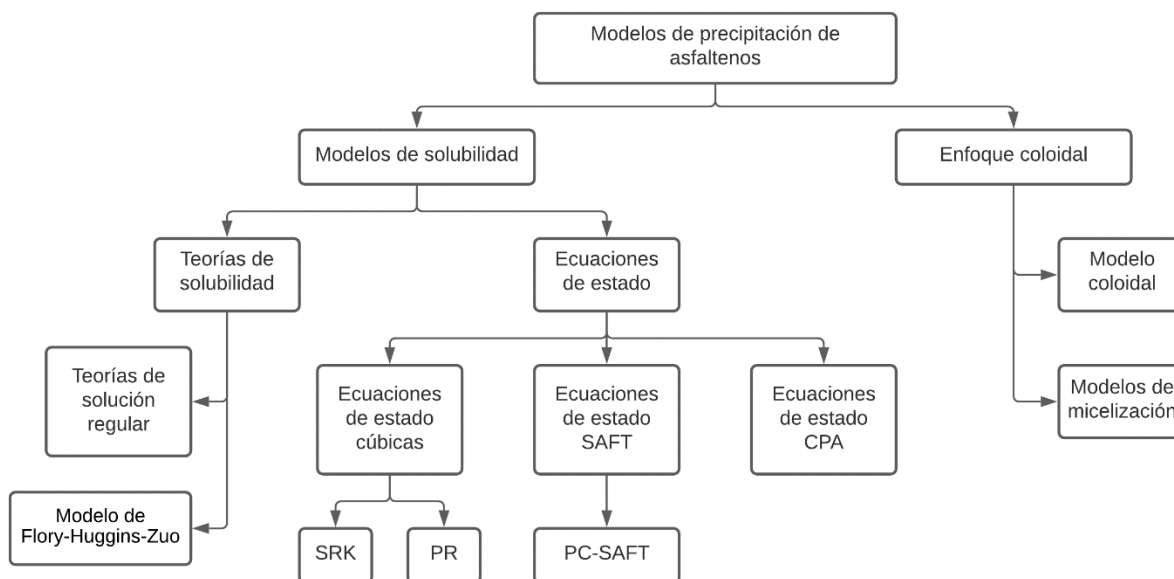 Modelos de precipitación de
asfaltenos
Modelos de solubilidad
Enfoque coloidal
Teorías de
solubilidad
Ecuaciones
de estado
Modelo
coloidal
Teorías de
solución
regular
Ecuaciones
de estado
cúbicas
Ecuaciones
de estado
SAFT
Ecuaciones
de estado
CPA
Modelos de
micelización
Modelo de
Flory-Huggins-Zuo
SRK
PR
PC-SAFT